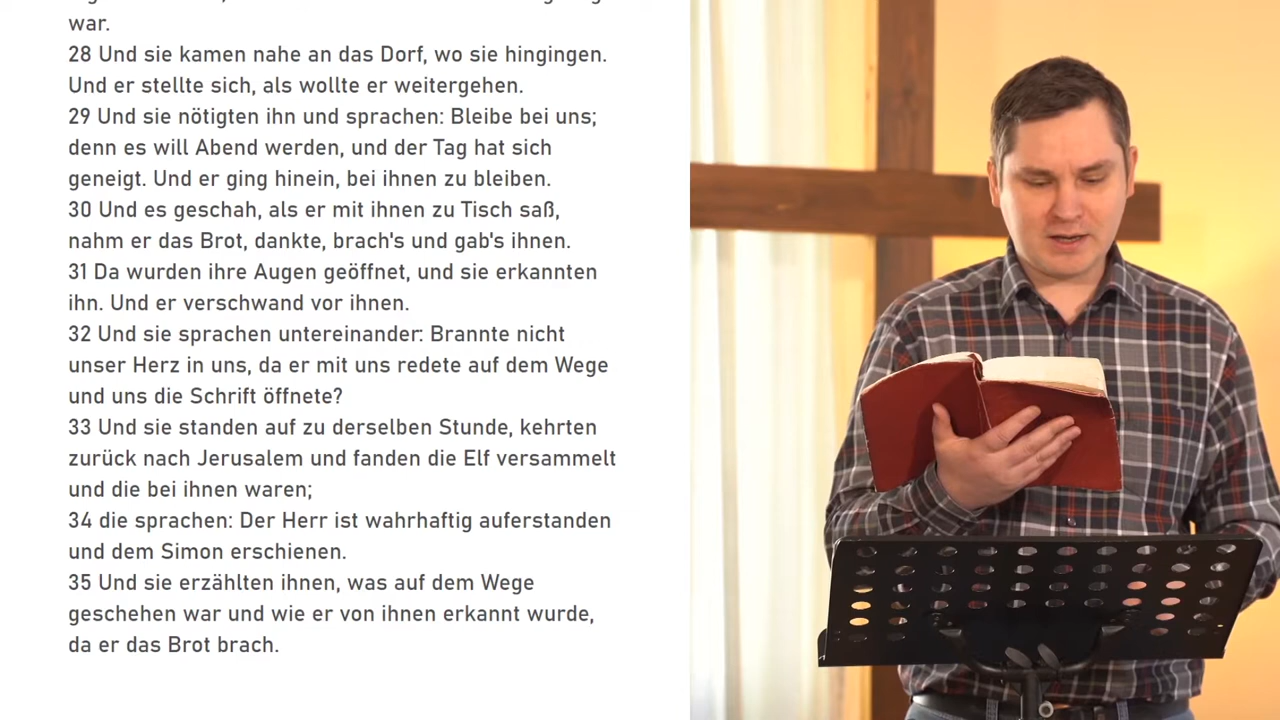 war.
28 Und sie kamen nahe an das Dorf, wo sie hingingen.
Und er stellte sich, als wollte er weitergehen.
29 Und sie nötigten ihn und sprachen: Bleibe bei uns;
denn es will Abend werden, und der Tag hat sich
geneigt. Und er ging hinein, bei ihnen zu bleiben.
30 Und es geschah, als er mit ihnen zu Tisch saß,
nahm er das Brot, dankte, brach's und gab's ihnen.
31 Da wurden ihre Augen geöffnet, und sie erkannten
ihn. Und er verschwand vor ihnen.
32 Und sie sprachen untereinander: Brannte nicht
unser Herz in uns, da er mit uns redete auf dem Wege
und uns die Schrift öffnete?
33 Und sie standen auf zu derselben Stunde, kehrten
zurück nach Jerusalem und fanden die Elf versammelt
und die bei ihnen waren;
34 die sprachen: Der Herr ist wahrhaftig auferstanden
und dem Simon erschienen.
35 Und sie erzählten ihnen, was auf dem Wege
geschehen war und wie er von ihnen erkannt wurde,
da er das Brot brach.